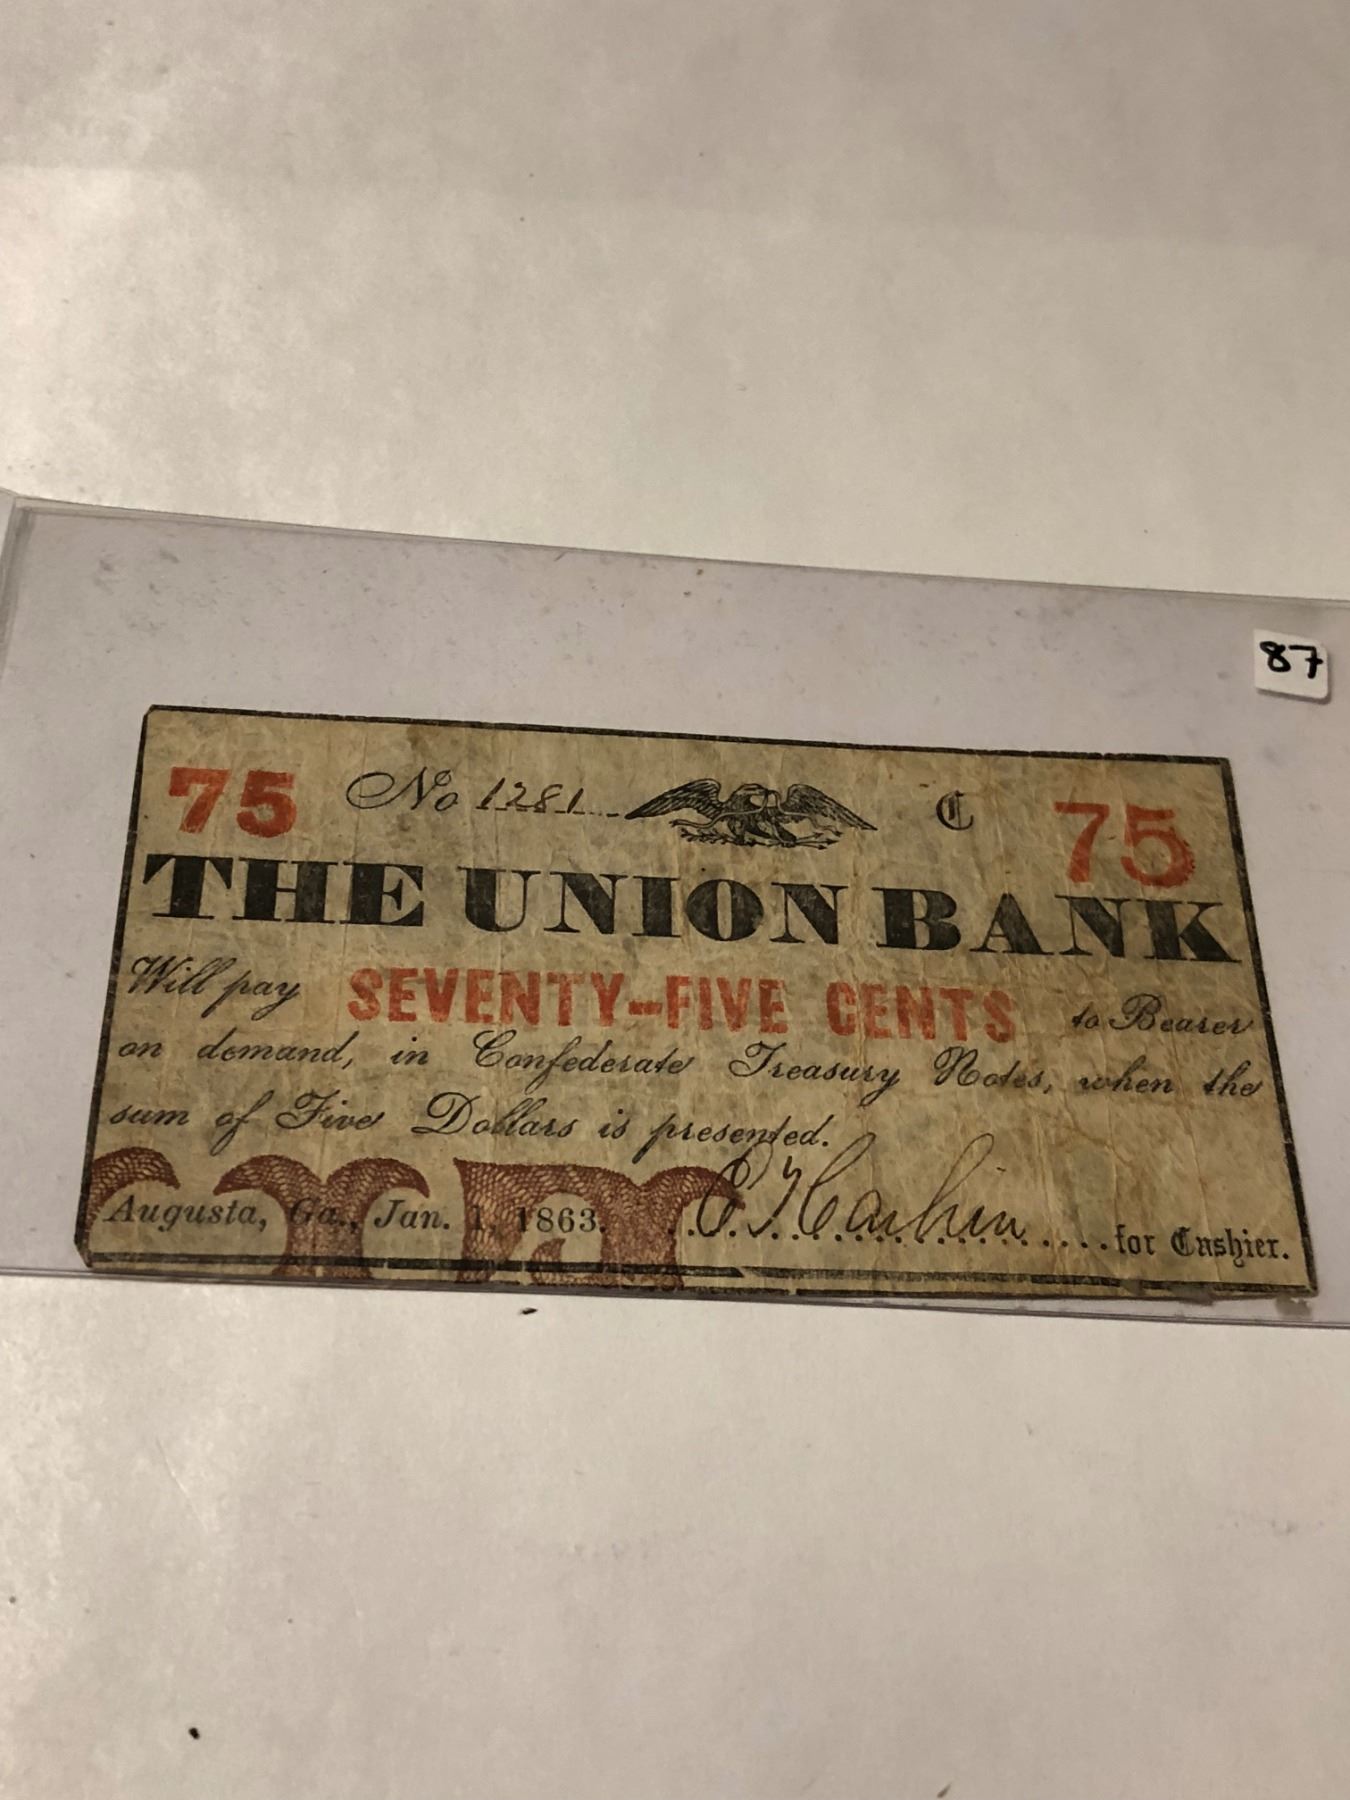 87
75 No 1281 C 75
THE UNION BANK
Will pay SEVENTY-FIVE CENTS to Bearer
on demand, in Confederate Treasury Notes, when the
sum of Five Dollars is presented.
Augusta, Ga., Jan. 1, 1863. for Cashier.